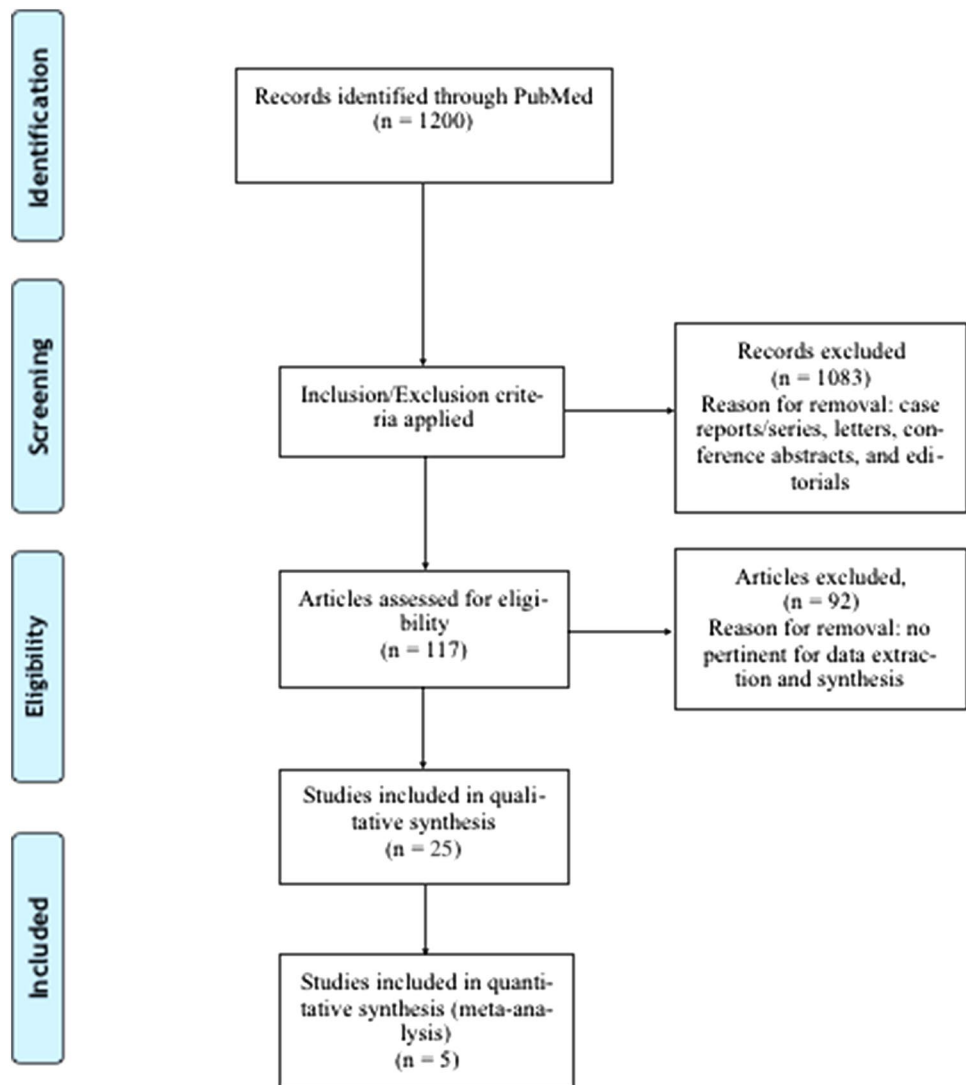 Identification
Records identified through PubMed
(n = 1200)
Screening
Inclusion/Exclusion crite-
ria applied
Records excluded
(n = 1083)
Reason for removal: case
reports/series, letters, con-
ference abstracts, and edi-
torials
Eligibility
Articles assessed for eligi-
bility
(n = 117)
Articles excluded,
(n = 92)
Reason for removal: no
pertinent for data extrac-
tion and synthesis
Studies included in quali-
tative synthesis
(n = 25)
Included
Studies included in quanti-
tative synthesis (meta-ana-
lysis)
(n = 5)